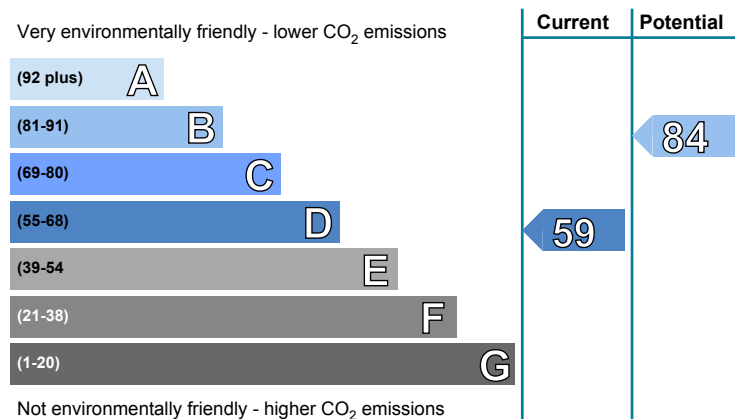 Very environmentally friendly - lower CO₂ emissions
Current
Potential
(92 plus) A
(81-91) B
84
(69-80) C
(55-68) D
59
(39-54 E
(21-38) F
(1-20) G
Not environmentally friendly - higher CO₂ emissions